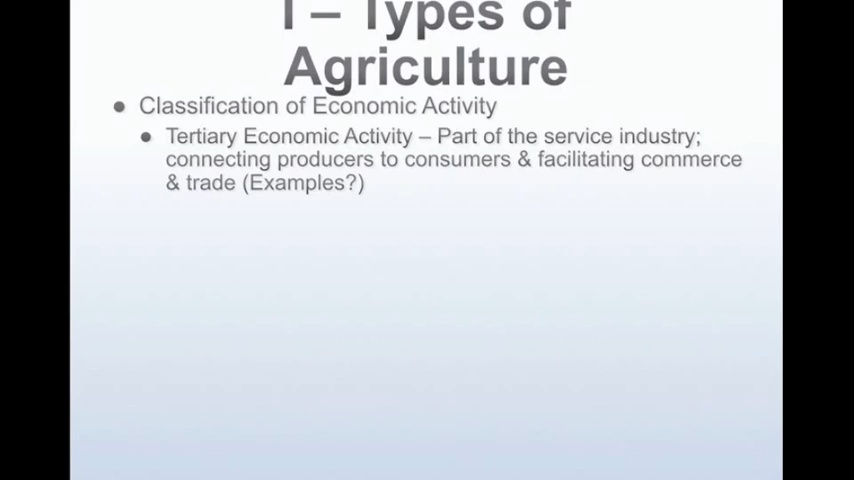 I – Types of
Agriculture
● Classification of Economic Activity
● Tertiary Economic Activity – Part of the service industry;
connecting producers to consumers & facilitating commerce
& trade (Examples?)